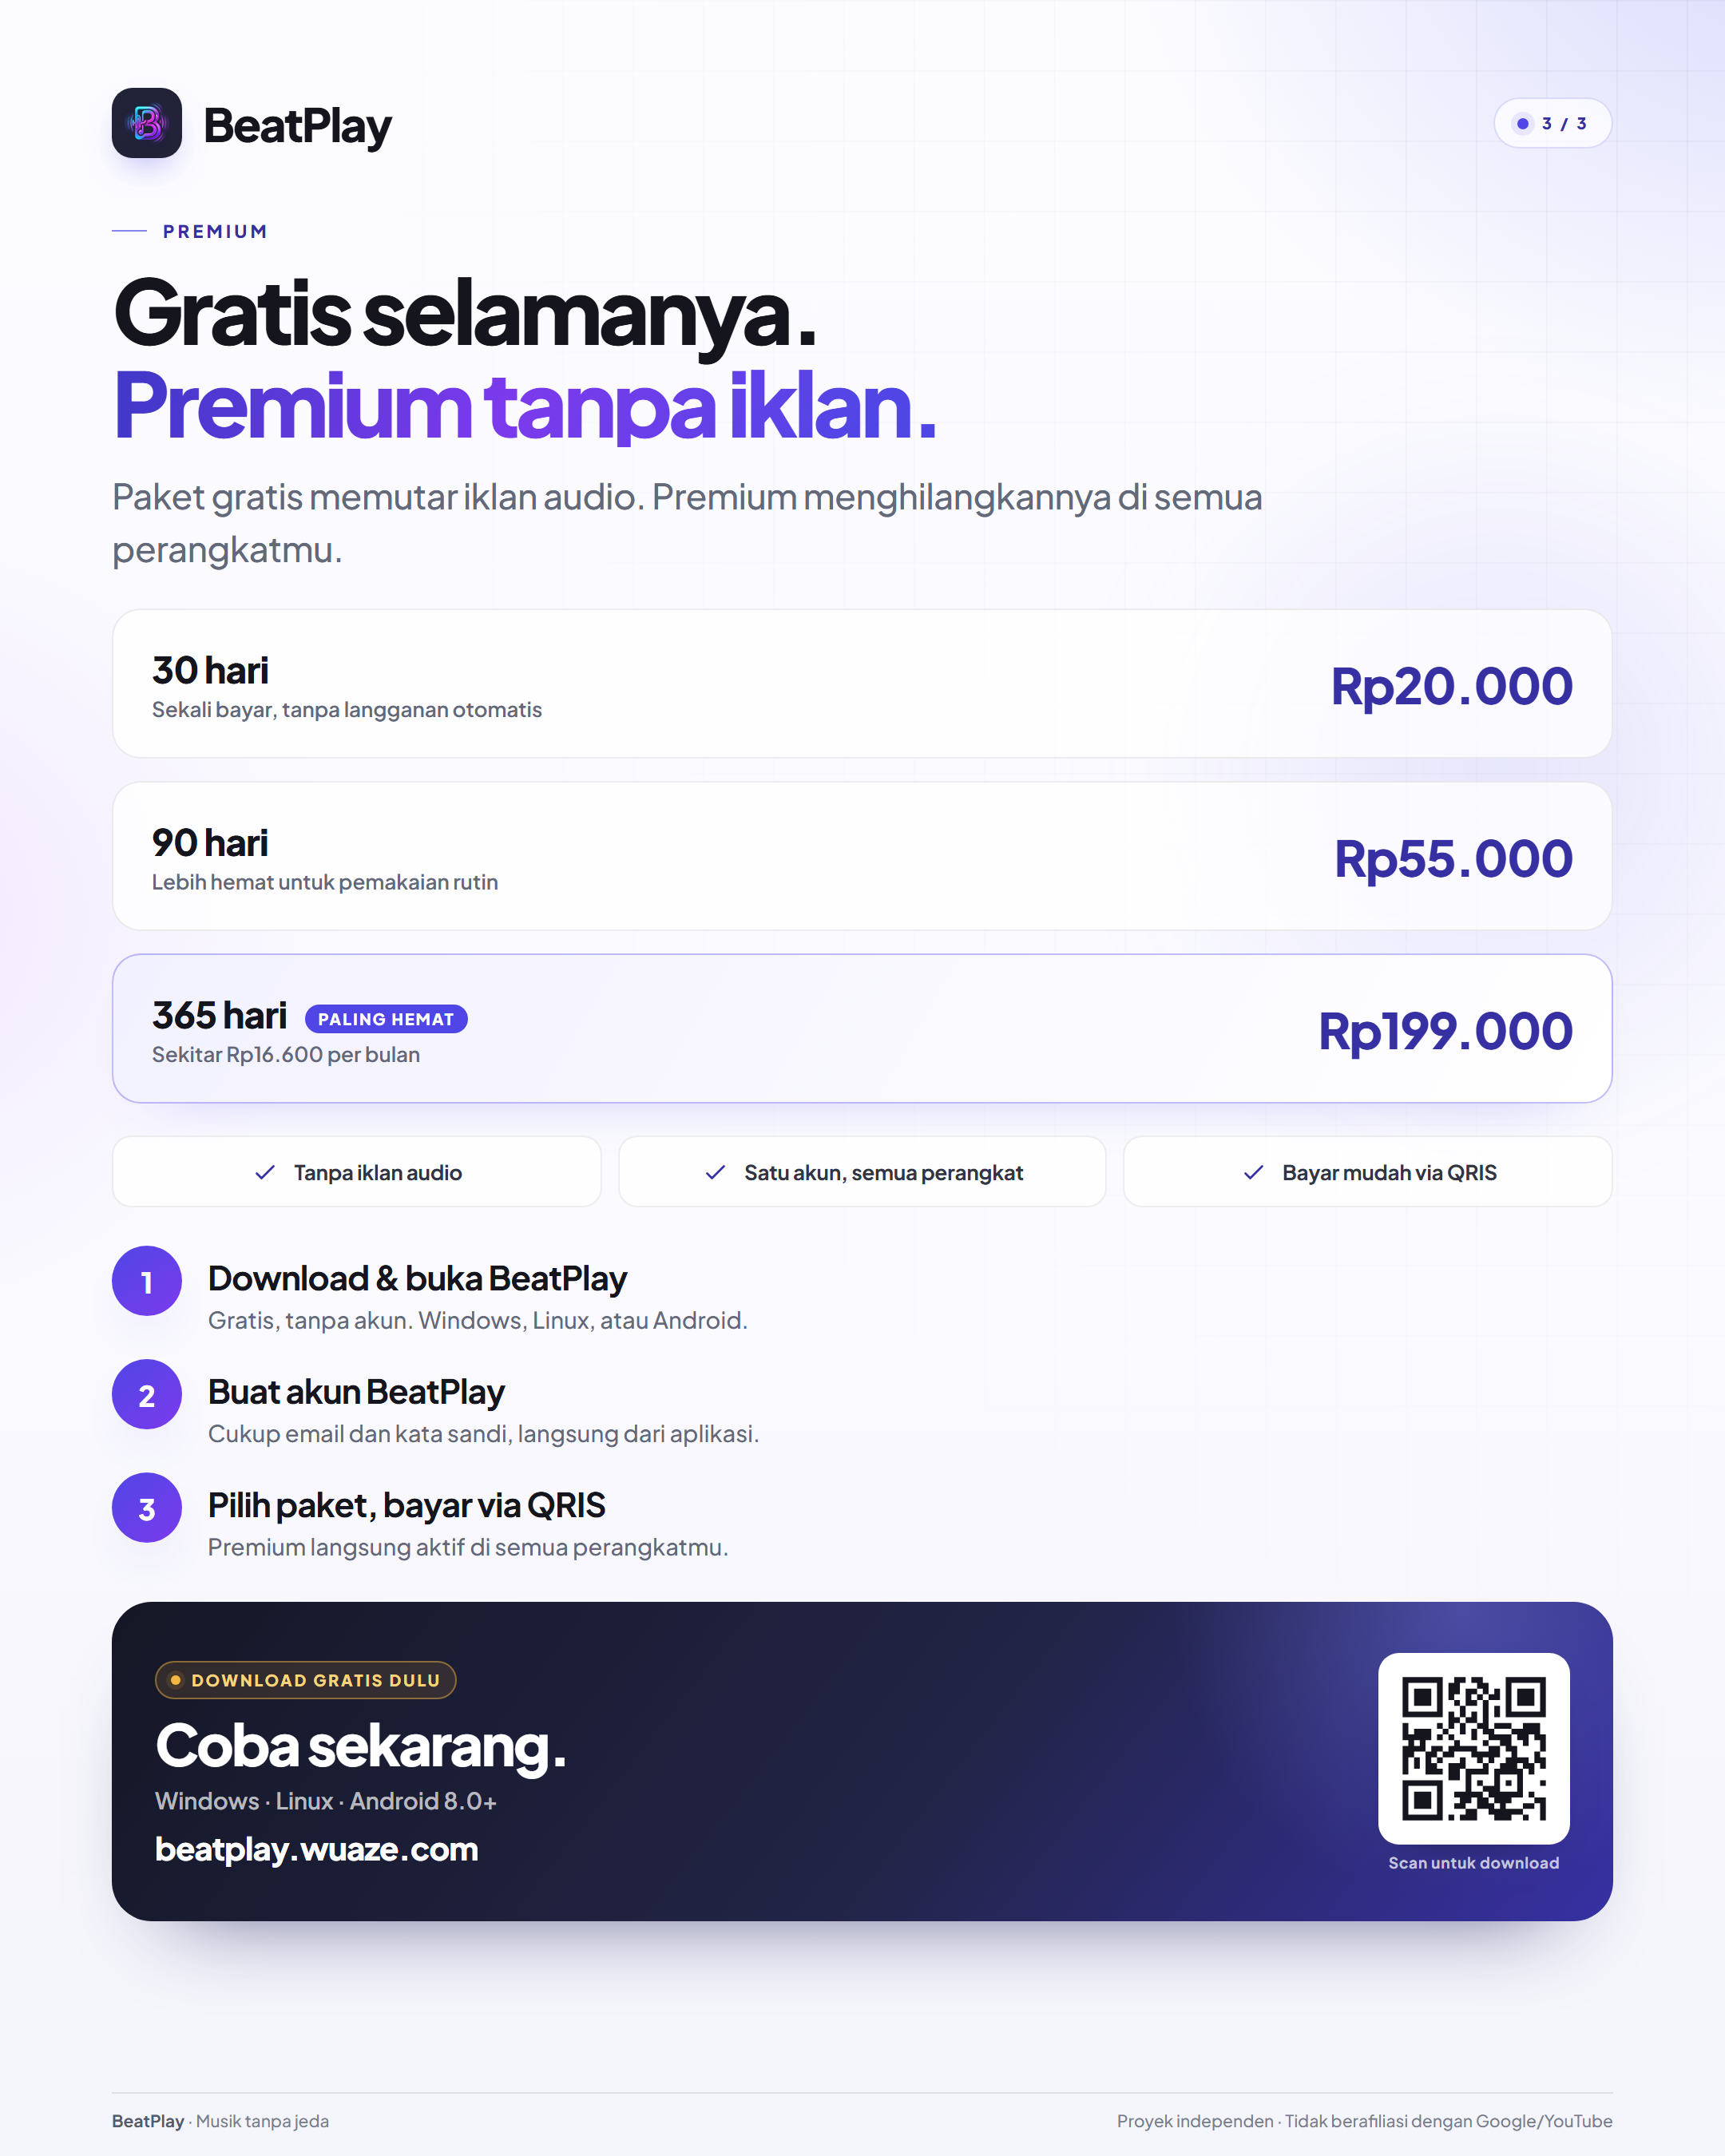 BeatPlay
3 / 3
PREMIUM
Gratis selamanya.
Premium tanpa iklan.
Paket gratis memutar iklan audio. Premium menghilangkannya di semua
perangkatmu.
30 hari
Sekali bayar, tanpa langganan otomatis
Rp20.000
90 hari
Lebih hemat untuk pemakaian rutin
Rp55.000
365 hari PALING HEMAT
Sekitar Rp16.600 per bulan
Rp199.000
Tanpa iklan audio
Satu akun, semua perangkat
Bayar mudah via QRIS
1
Download & buka BeatPlay
Gratis, tanpa akun. Windows, Linux, atau Android.
2
Buat akun BeatPlay
Cukup email dan kata sandi, langsung dari aplikasi.
3
Pilih paket, bayar via QRIS
Premium langsung aktif di semua perangkatmu.
DOWNLOAD GRATIS DULU
Coba sekarang.
Windows · Linux · Android 8.0+
beatplay.wuaze.com
Scan untuk download
BeatPlay · Musik tanpa jeda
Proyek independen · Tidak berafiliasi dengan Google/YouTube